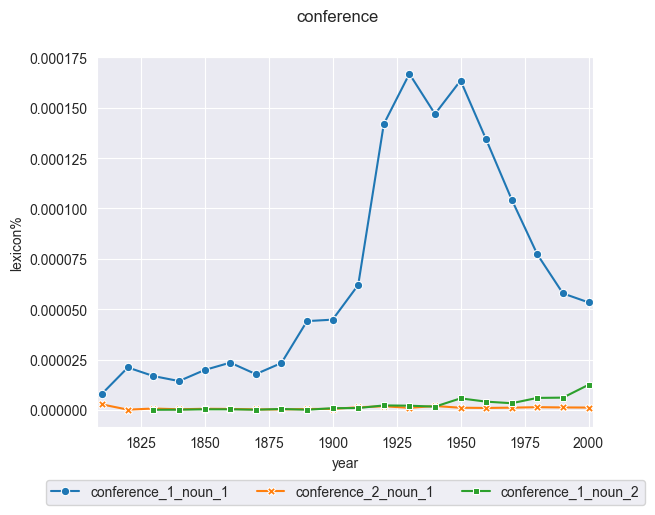 conference
0.000175
0.000150
0.000125
0.000100
0.000075
0.000050
0.000025
0.000000
lexicon%
1825 1850 1875 1900 1925 1950 1975 2000
year
conference_1_noun_1 conference_2_noun_1 conference_1_noun_2